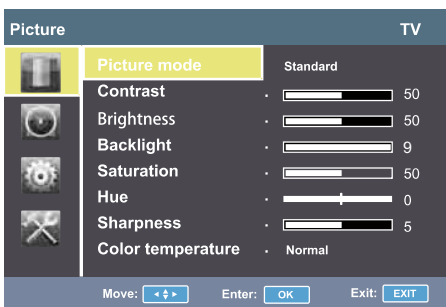 Picture TV
Picture mode Standard
Contrast 50
Brightness 50
Backlight 9
Saturation 50
Hue 0
Sharpness 5
Color temperature Normal
Move: Enter: OK Exit: EXIT